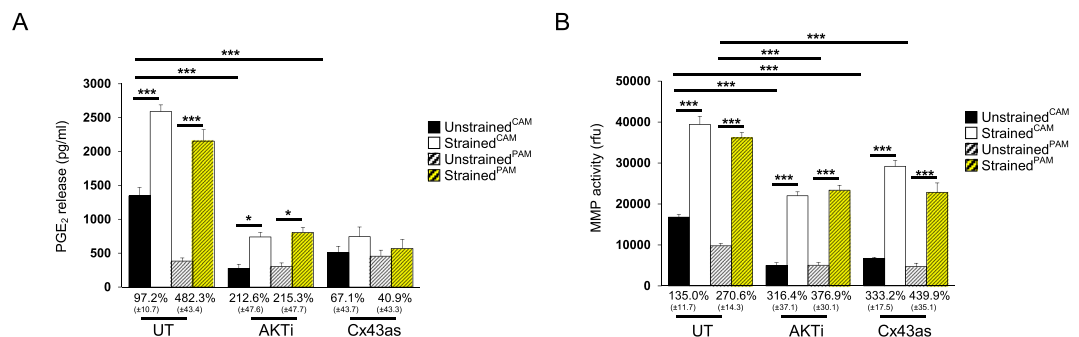 A
***
***
***
***
*
*
3000
2500
2000
1500
1000
500
0
PGE2 release (pg/ml)
UnstrainedCAM
StrainedCAM
UnstrainedPAM
StrainedPAM
97.2% 482.3% 212.6% 215.3% 67.1% 40.9%
(±10.7) (±43.4) (±47.6) (±47.7) (±43.7) (±43.3)
UT AKTi Cx43as
B
***
***
***
***
***
***
***
***
***
***
50000
40000
30000
20000
10000
0
MMP activity (rfu)
UnstrainedCAM
StrainedCAM
UnstrainedPAM
StrainedPAM
135.0% 270.6% 316.4% 376.9% 333.2% 439.9%
(±11.7) (±14.3) (±37.1) (±30.1) (±17.5) (±35.1)
UT AKTi Cx43as